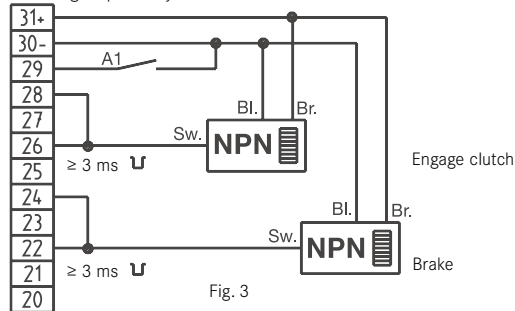 31+
30-
29
A1
28
Bl.
Br.
27
Sw.
NPN
26
Engage clutch
≥ 3 ms
25
24
Bl.
Br.
23
Sw.
NPN
22
Brake
≥ 3 ms
21
Fig. 3
20